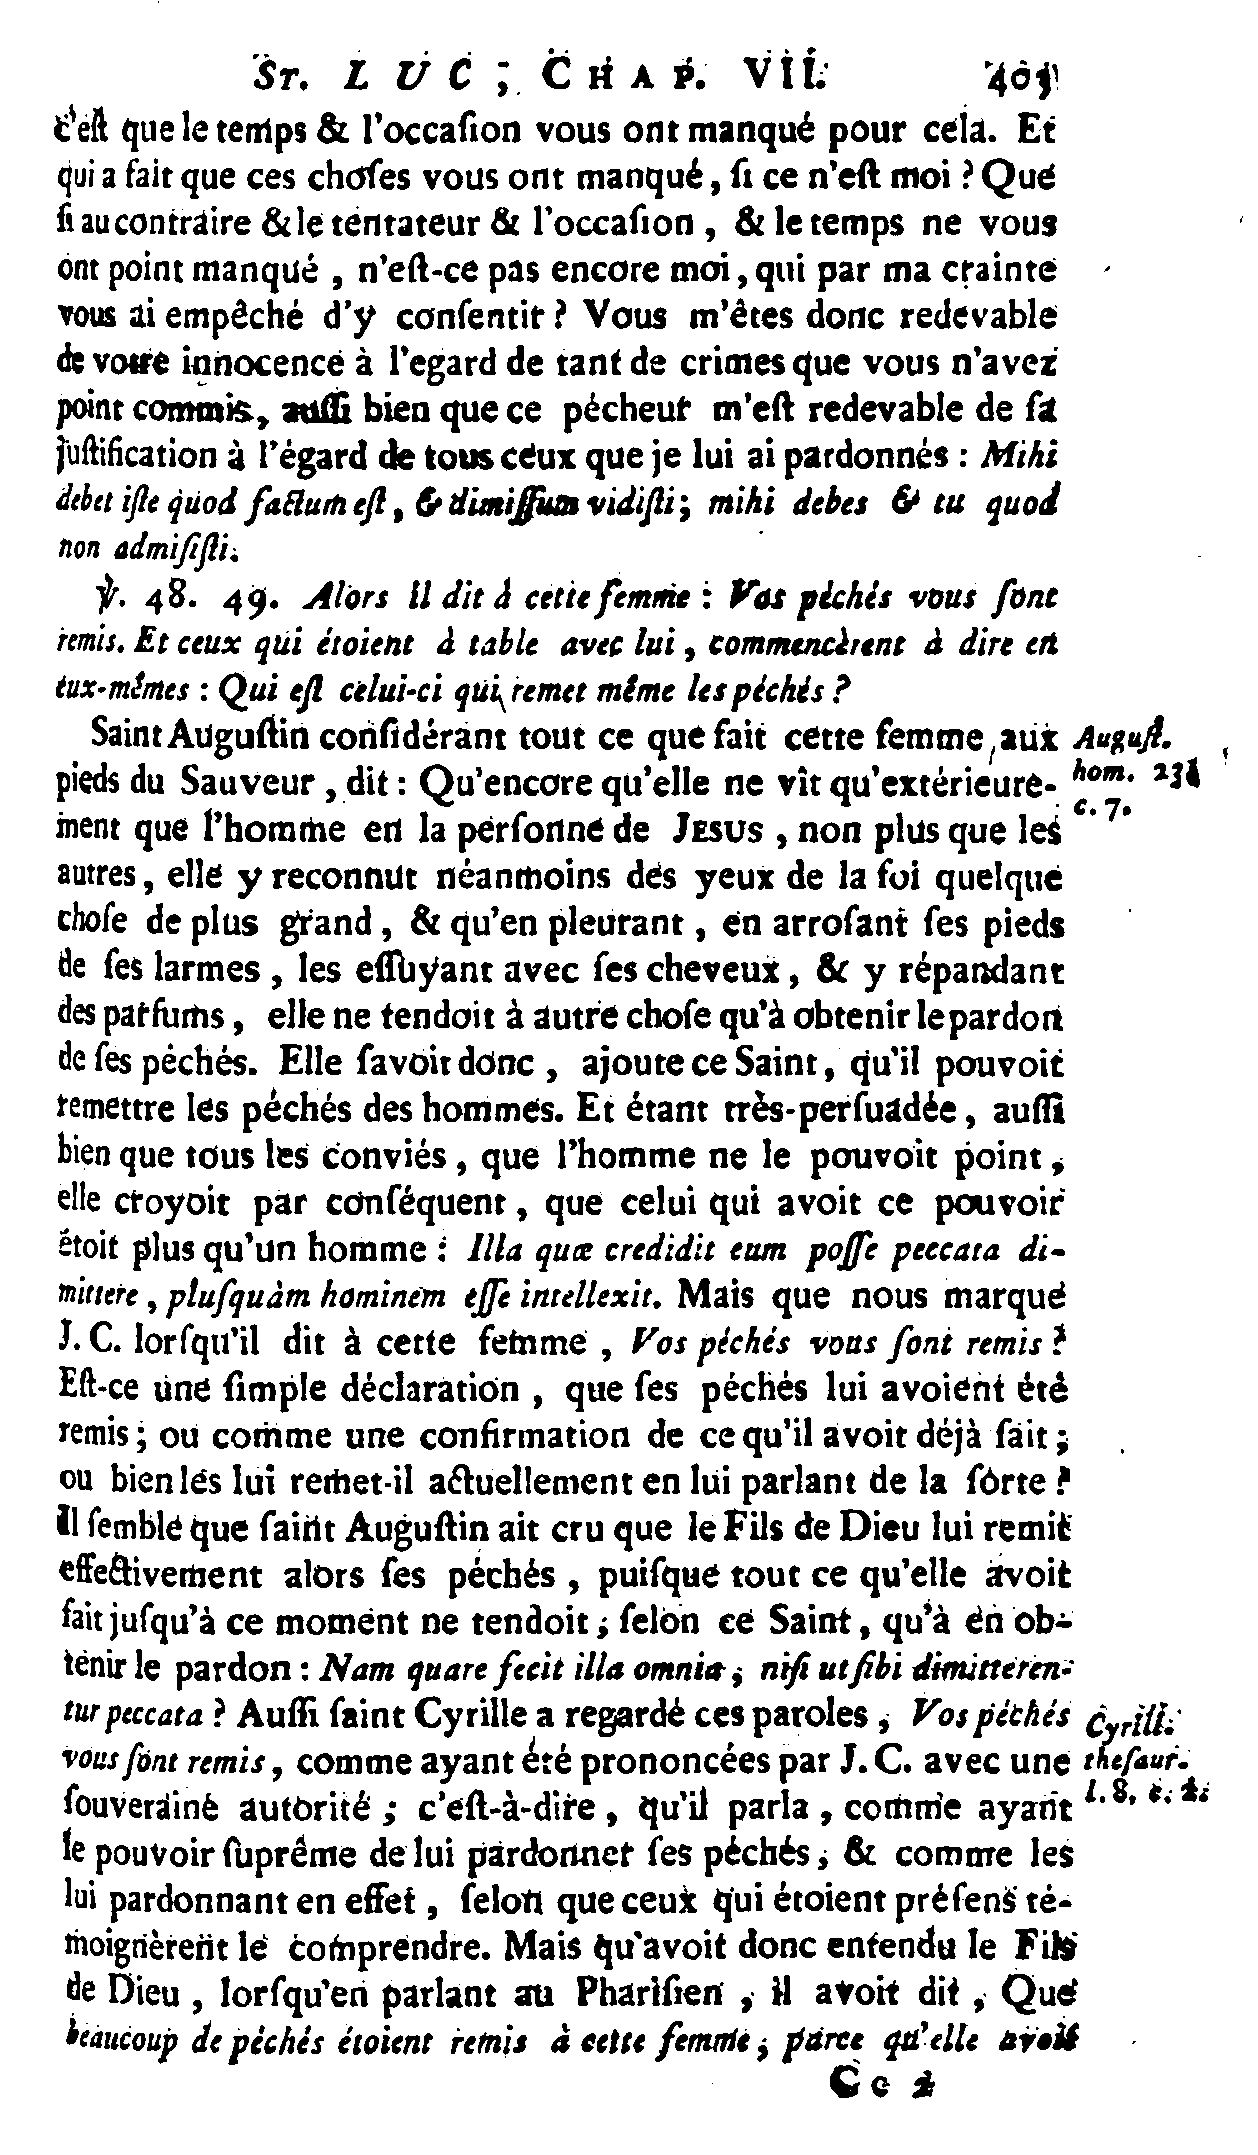 St. LUC, CHAP. VII. 405
c'eſt que le temps & l'occaſion vous ont manqué pour cela. Et
qui a fait que ces choſes vous ont manqué, ſi ce n'eſt moi ? Que
ſi au contraire & le tentateur & l'occaſion, & le temps ne vous
ont point manqué, n'eſt-ce pas encore moi, qui par ma crainte
vous ai empêché d'y conſentir ? Vous m'êtes donc redevable
de votre innocence à l'egard de tant de crimes que vous n'avez
point commis, auſſi bien que ce pécheur m'eſt redevable de ſa
juſtification à l'égard de tous ceux que je lui ai pardonnés : Mihi
debet iſte quod factum eſt, & dimiſſum vidiſti; mihi debes & tu quod
non admiſiſti.
℣. 48. 49. Alors il dit à cette femme : Vos péchés vous ſont
remis. Et ceux qui étoient à table avec lui, commencèrent à dire en
eux-mêmes : Qui eſt celui-ci qui remet même les péchés ?
Saint Auguſtin conſidérant tout ce que fait cette femme aux
Auguſt.
pieds du Sauveur, dit : Qu'encore qu'elle ne vît qu'extérieure-
hom. 23.
ment que l'homme en la perſonne de JESUS, non plus que les
c. 7.
autres, elle y reconnut néanmoins des yeux de la foi quelque
choſe de plus grand, & qu'en pleurant, en arroſant ſes pieds
de ſes larmes, les eſſuyant avec ſes cheveux, & y répandant
des parfums, elle ne tendoit à autre choſe qu'à obtenir le pardon
de ſes péchés. Elle ſavoit donc, ajoute ce Saint, qu'il pouvoit
remettre les péchés des hommes. Et étant très-perſuadée, auſſi
bien que tous les conviés, que l'homme ne le pouvoit point,
elle croyoit par conſéquent, que celui qui avoit ce pouvoir
étoit plus qu'un homme : Illa quæ credidit eum poſſe peccata di-
mittere, pluſquàm hominem eſſe intellexit. Mais que nous marque
J. C. lorſqu'il dit à cette femme, Vos péchés vous ſont remis ?
Eſt-ce une ſimple déclaration, que ſes péchés lui avoient été
remis; ou comme une confirmation de ce qu'il avoit déjà fait;
ou bien les lui remet-il actuellement en lui parlant de la ſorte ?
Il ſemble que ſaint Auguſtin ait cru que le Fils de Dieu lui remit
effectivement alors ſes péchés, puiſque tout ce qu'elle avoit
fait juſqu'à ce moment ne tendoit; ſelon ce Saint, qu'à en ob-
tenir le pardon : Nam quare fecit illa omnia, niſi ut ſibi dimitteren-
tur peccata ? Auſſi ſaint Cyrille a regardé ces paroles, Vos péchés
Cyrill.
vous ſont remis, comme ayant été prononcées par J. C. avec une
theſaur.
ſouveraine autorité; c'eſt-à-dire, qu'il parla, comme ayant
l. 8. c. 2.
le pouvoir ſuprême de lui pardonner ſes péchés, & comme les
lui pardonnant en effet, ſelon que ceux qui étoient préſens té-
moignèrent le comprendre. Mais qu'avoit donc entendu le Fils
de Dieu, lorſqu'en parlant au Phariſien, il avoit dit, Que
beaucoup de péchés étoient remis à cette femme, parce qu'elle avoit
Cc 2